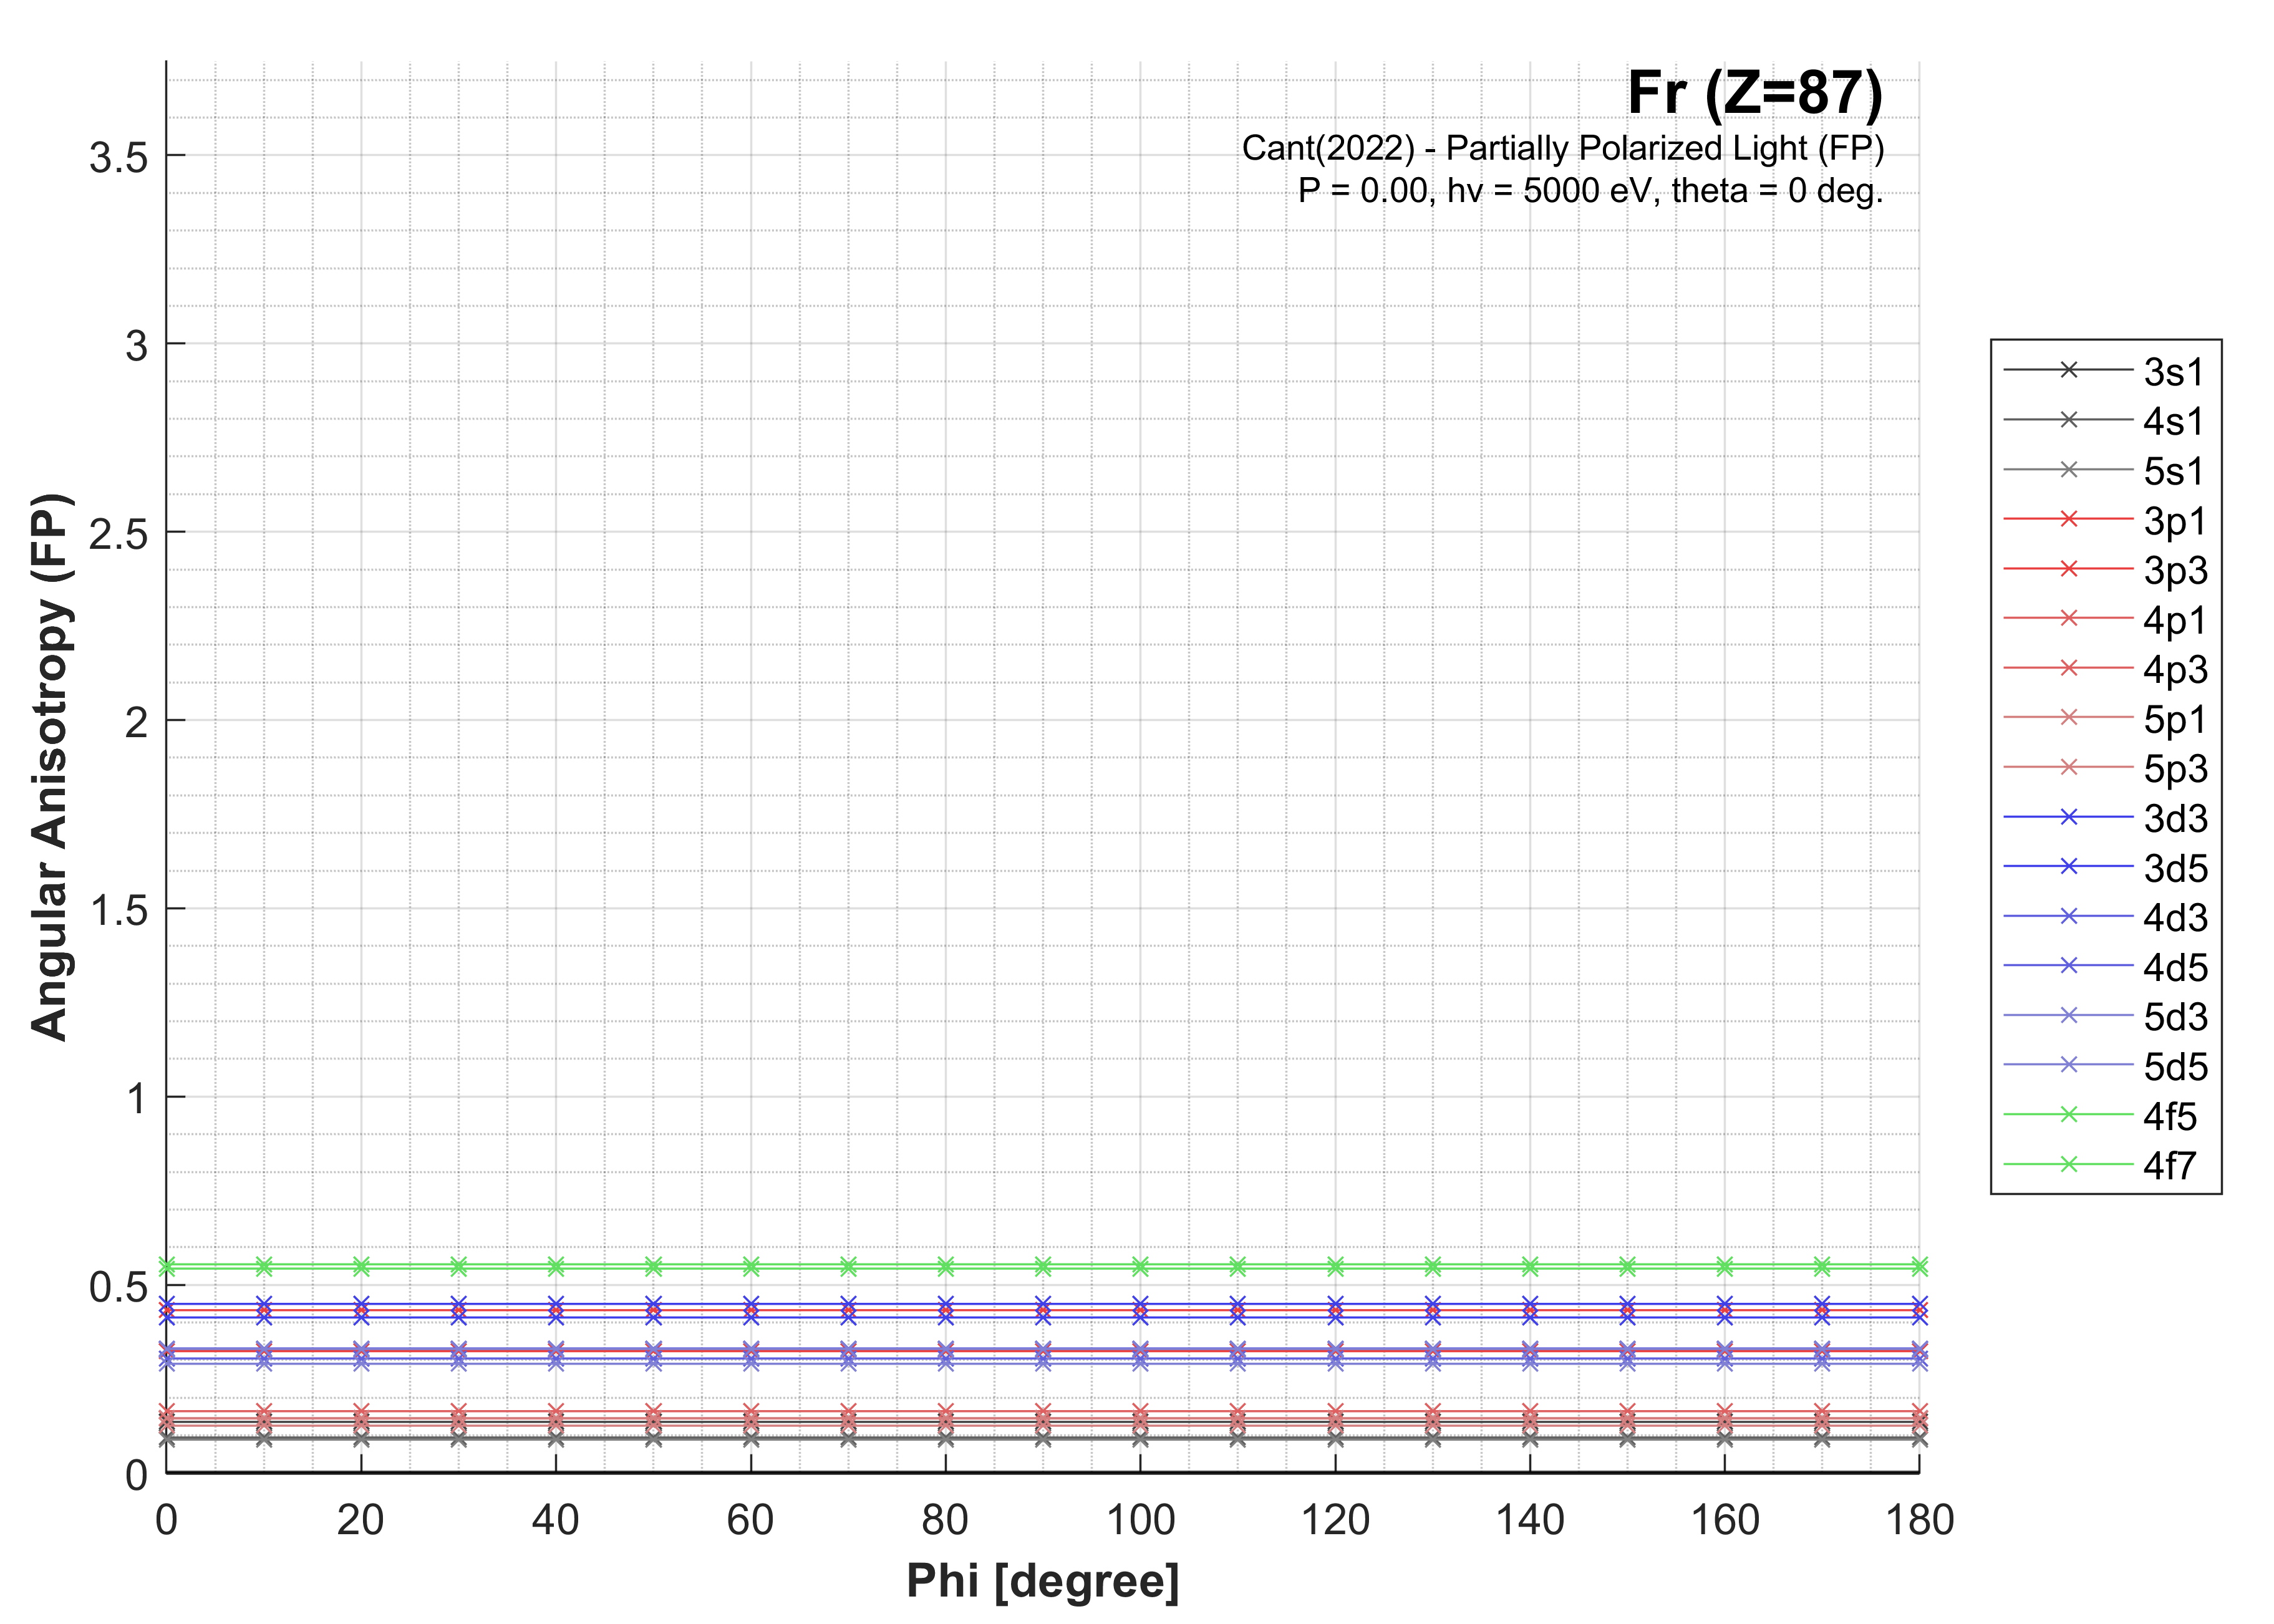 Fr (Z=87)
Cant(2022) - Partially Polarized Light (FP)
P = 0.00, hv = 5000 eV, theta = 0 deg.
Angular Anisotropy (FP)
3.5
3
2.5
2
1.5
1
0.5
0
0 20 40 60 80 100 120 140 160 180
Phi [degree]
3s1
4s1
5s1
3p1
3p3
4p1
4p3
5p1
5p3
3d3
3d5
4d3
4d5
5d3
5d5
4f5
4f7